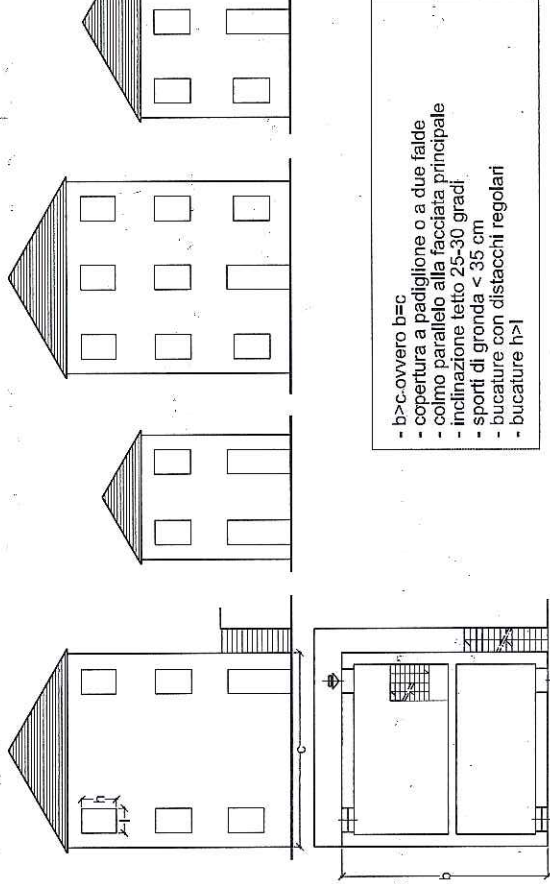 h
l
c
b
- b>c ovvero b=c
- copertura a padiglione o a due falde
- colmo parallelo alla facciata principale
- inclinazione tetto 25-30 gradi
- sporti di gronda < 35 cm
- bucature con distacchi regolari
- bucature h>l